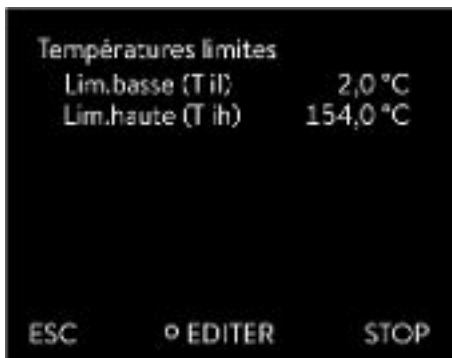 Températures limites
Lim.basse (T il) 2,0 °C
Lim.haute (T ih) 154,0 °C
ESC EDITER STOP